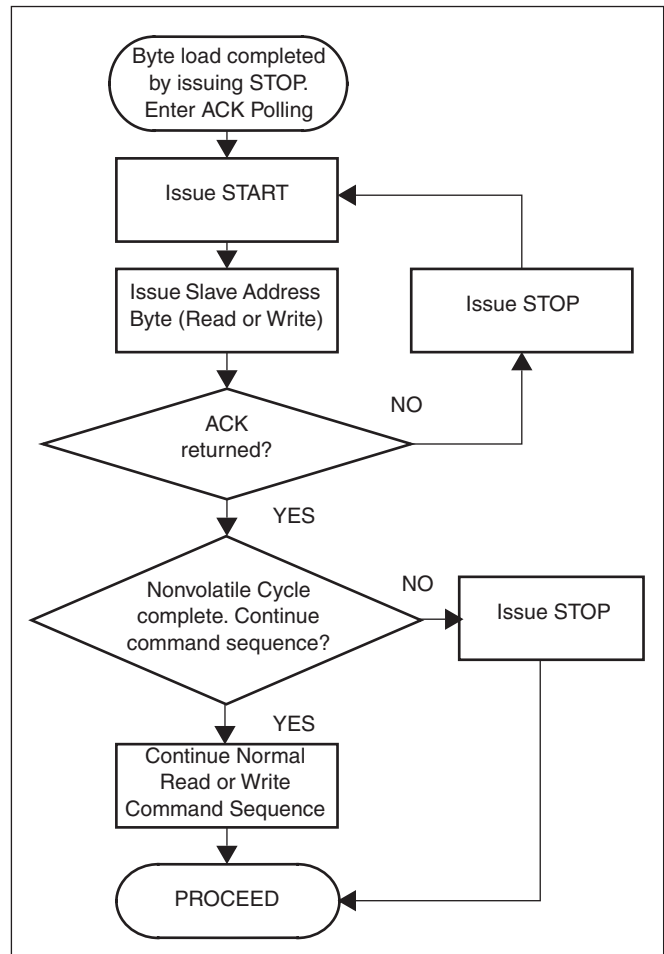 Byte load completed
by issuing STOP.
Enter ACK Polling
Issue START
Issue Slave Address
Byte (Read or Write)
Issue STOP
ACK
returned?
NO
YES
Nonvolatile Cycle
complete. Continue
command sequence?
NO
Issue STOP
YES
Continue Normal
Read or Write
Command Sequence
PROCEED